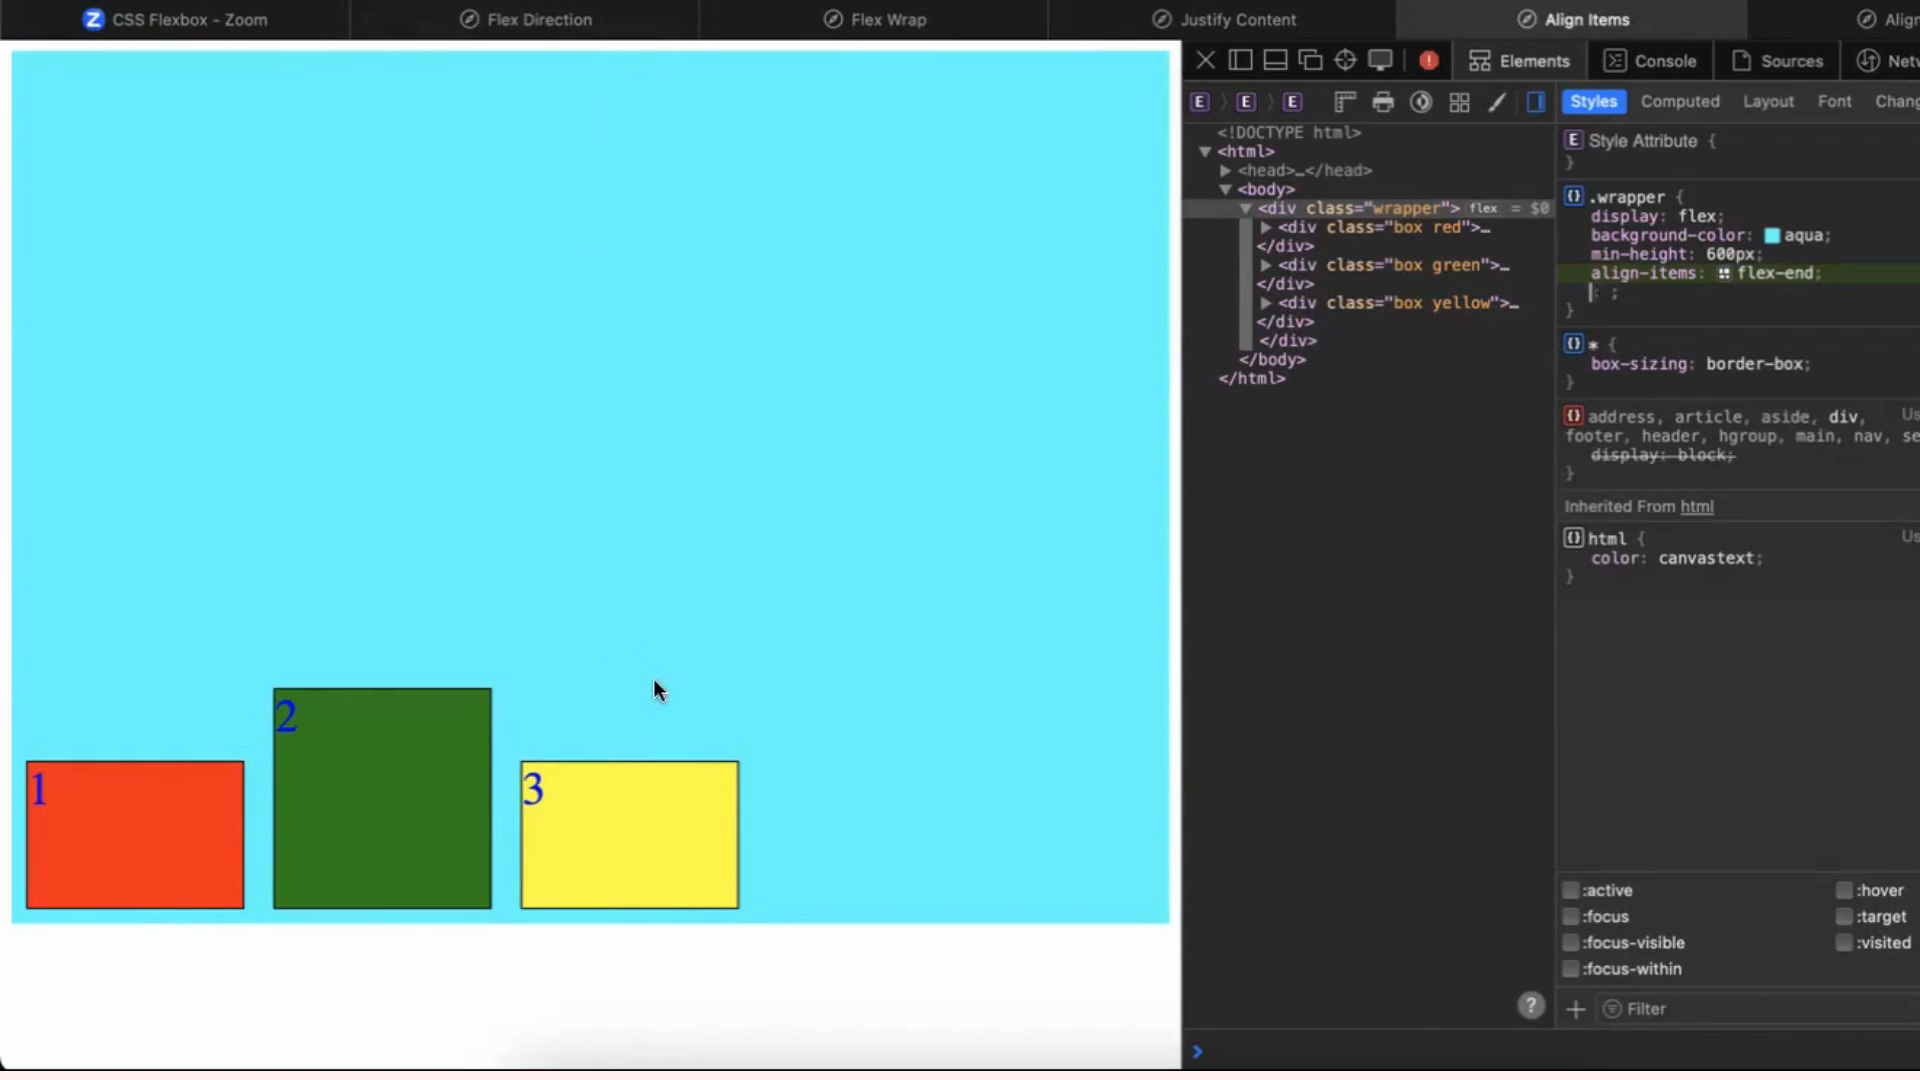 CSS Flexbox - Zoom
Flex Direction
Flex Wrap
Justify Content
Align Items
Elements
Console
Sources
E
E
E
Styles
Computed
Layout
Font
<!DOCTYPE html>
<html>
<head>…</head>
<body>
<div class="wrapper"> flex = $0
<div class="box red">…
</div>
<div class="box green">…
</div>
<div class="box yellow">…
</div>
</div>
</body>
</html>
E Style Attribute {
}
.wrapper {
display: flex;
background-color: aqua;
min-height: 600px;
align-items: flex-end;
: ;
}
* {
box-sizing: border-box;
}
address, article, aside, div,
footer, header, hgroup, main, nav,
display: block;
}
Inherited From html
html {
color: canvastext;
}
:active
:hover
:focus
:target
:focus-visible
:visited
:focus-within
? + Filter
>
1
2
3